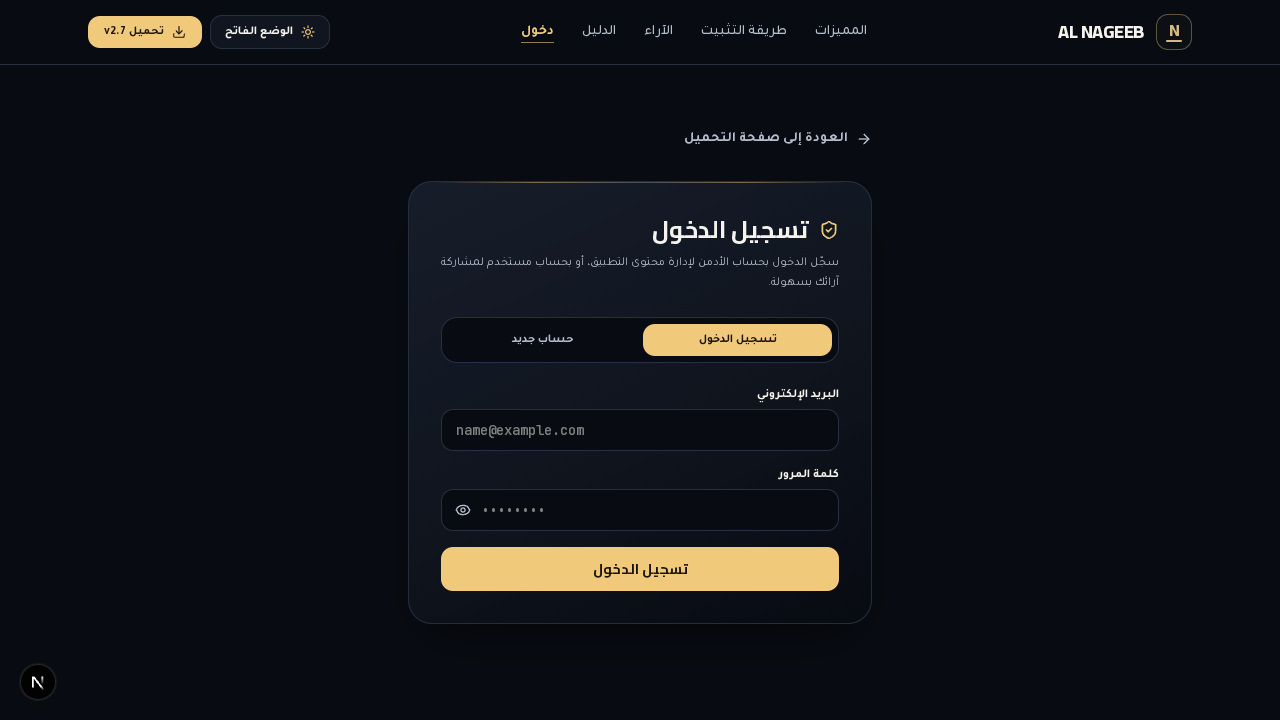 N
AL NAGEEB
المميزات
طريقة التثبيت
الآراء
الدليل
دخول
الوضع الفاتح
تحميل v2.7
العودة إلى صفحة التحميل
تسجيل الدخول
سجّل الدخول بحساب الأدمن لإدارة محتوى التطبيق، أو بحساب مستخدم لمشاركة
آرائك بسهولة.
تسجيل الدخول
حساب جديد
البريد الإلكتروني
name@example.com
كلمة المرور
••••••••
تسجيل الدخول
N